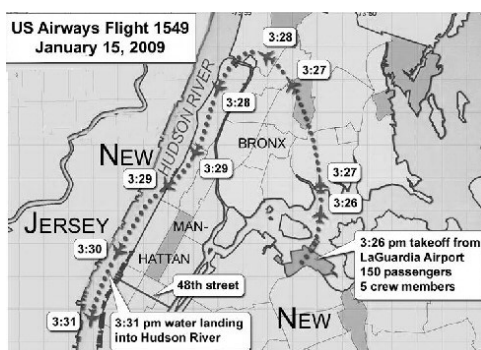 US Airways Flight 1549
January 15, 2009
3:28
3:27
3:28
HUDSON RIVER
BRONX
NEW
3:29
3:29
3:27
3:26
JERSEY
MAN-
HATTAN
3:30
3:26 pm takeoff from
LaGuardia Airport
150 passengers
5 crew members
48th street
3:31
3:31 pm water landing
into Hudson River
NEW